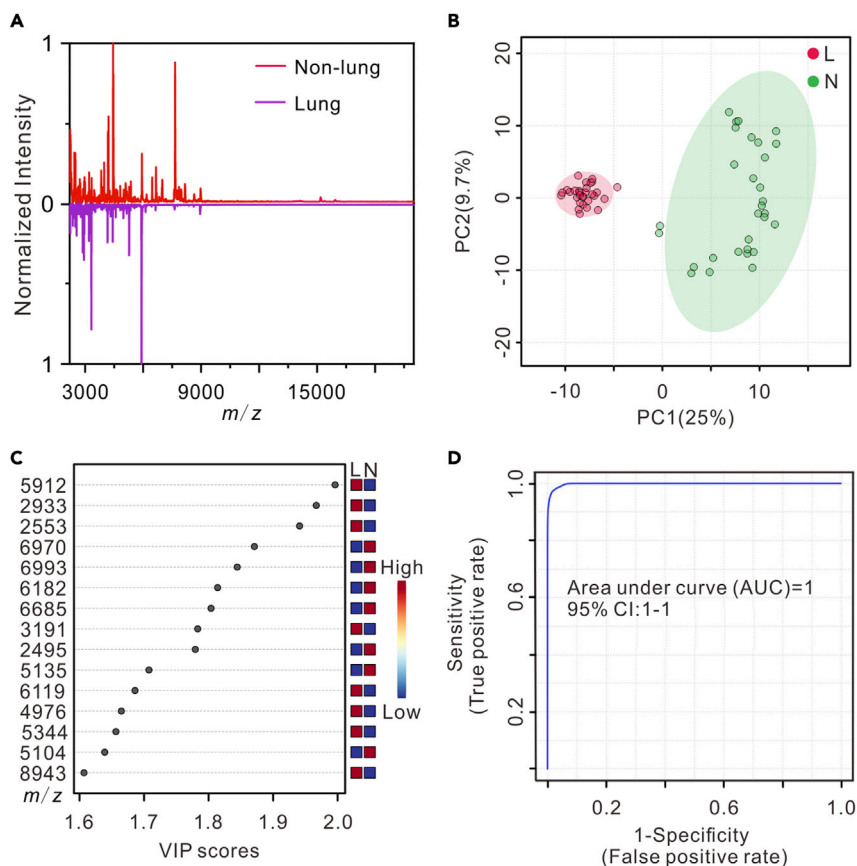 A
Normalized Intensity
1
0
1
Non-lung
Lung
3000 9000 15000
m/z
B
PC2(9.7%)
20
10
0
-10
-20
L
N
-10 0 10
PC1(25%)
C
L N
5912
2933
2553
6970
6993
6182
6685
3191
2495
5135
6119
4976
5344
5104
8943
m/z
1.6 1.7 1.8 1.9 2.0
VIP scores
High
Low
D
Sensitivity
(True positive rate)
1.0
0.6
0.2
Area under curve (AUC)=1
95% CI:1-1
0.2 0.6 1.0
1-Specificity
(False positive rate)